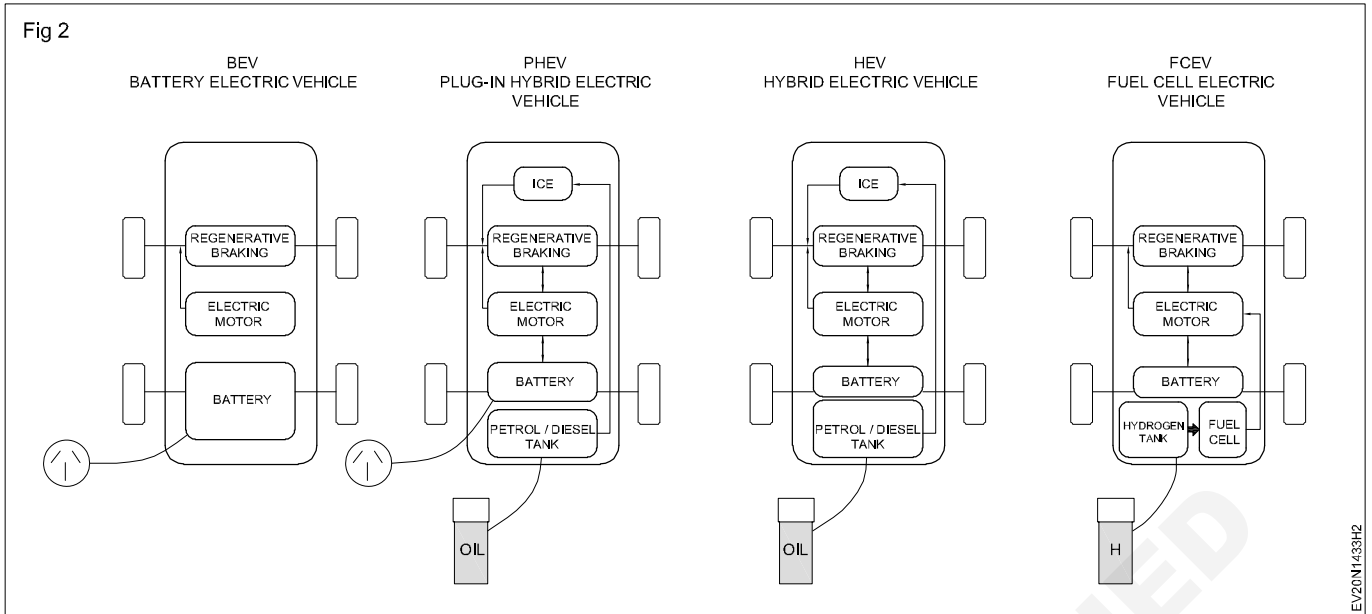 Fig 2
BEV
BATTERY ELECTRIC VEHICLE
REGENERATIVE
BRAKING
ELECTRIC
MOTOR
BATTERY
PHEV
PLUG-IN HYBRID ELECTRIC
VEHICLE
ICE
REGENERATIVE
BRAKING
ELECTRIC
MOTOR
BATTERY
PETROL / DIESEL
TANK
OIL
HEV
HYBRID ELECTRIC VEHICLE
ICE
REGENERATIVE
BRAKING
ELECTRIC
MOTOR
BATTERY
PETROL / DIESEL
TANK
OIL
FCEV
FUEL CELL ELECTRIC
VEHICLE
REGENERATIVE
BRAKING
ELECTRIC
MOTOR
BATTERY
HYDROGEN
TANK
FUEL
CELL
H
EV20N1433H2